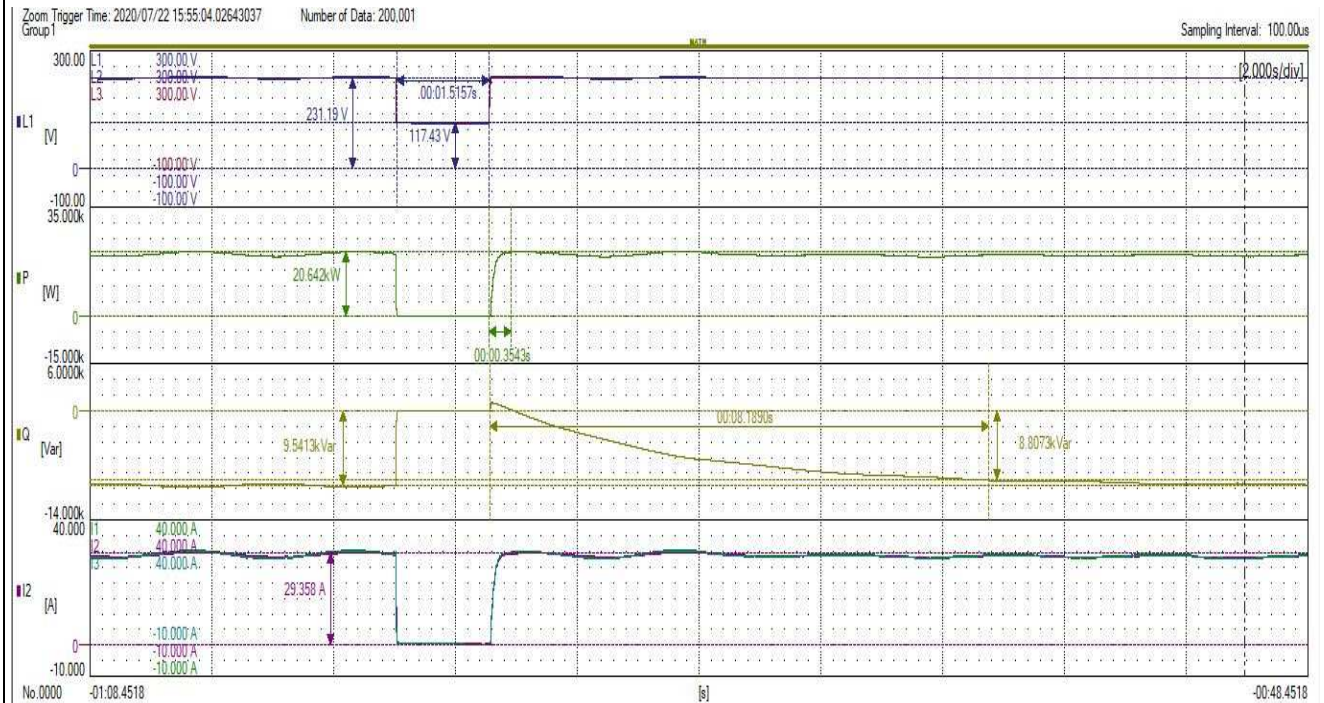 Zoom Trigger Time: 2020/07/22 15:55:04.02643037 Number of Data: 200,001
Group1 Sampling Interval: 100.00us
MATH
300.00 L1 300.00 V
L2 300.00 V
L3 300.00 V
[2.000s/div]
00:01.5157s
231.19 V
117.43 V
L1
[V]
0
-100.00 V
-100.00 V
-100.00 V
-100.00
35.000k
P
[W]
20.642kW
0
00:00.3543s
-15.000k
6.0000k
0
00:08.1890s
Q
[Var]
9.5413kVar
8.8073kVar
-14.000k
40.000 I1 40.000 A
I2 40.000 A
I3 40.000 A
I2
[A]
29.358 A
0
-10.000 A
-10.000 A
-10.000 A
-10.000
No.0000 -01:08.4518 [s] -00:48.4518